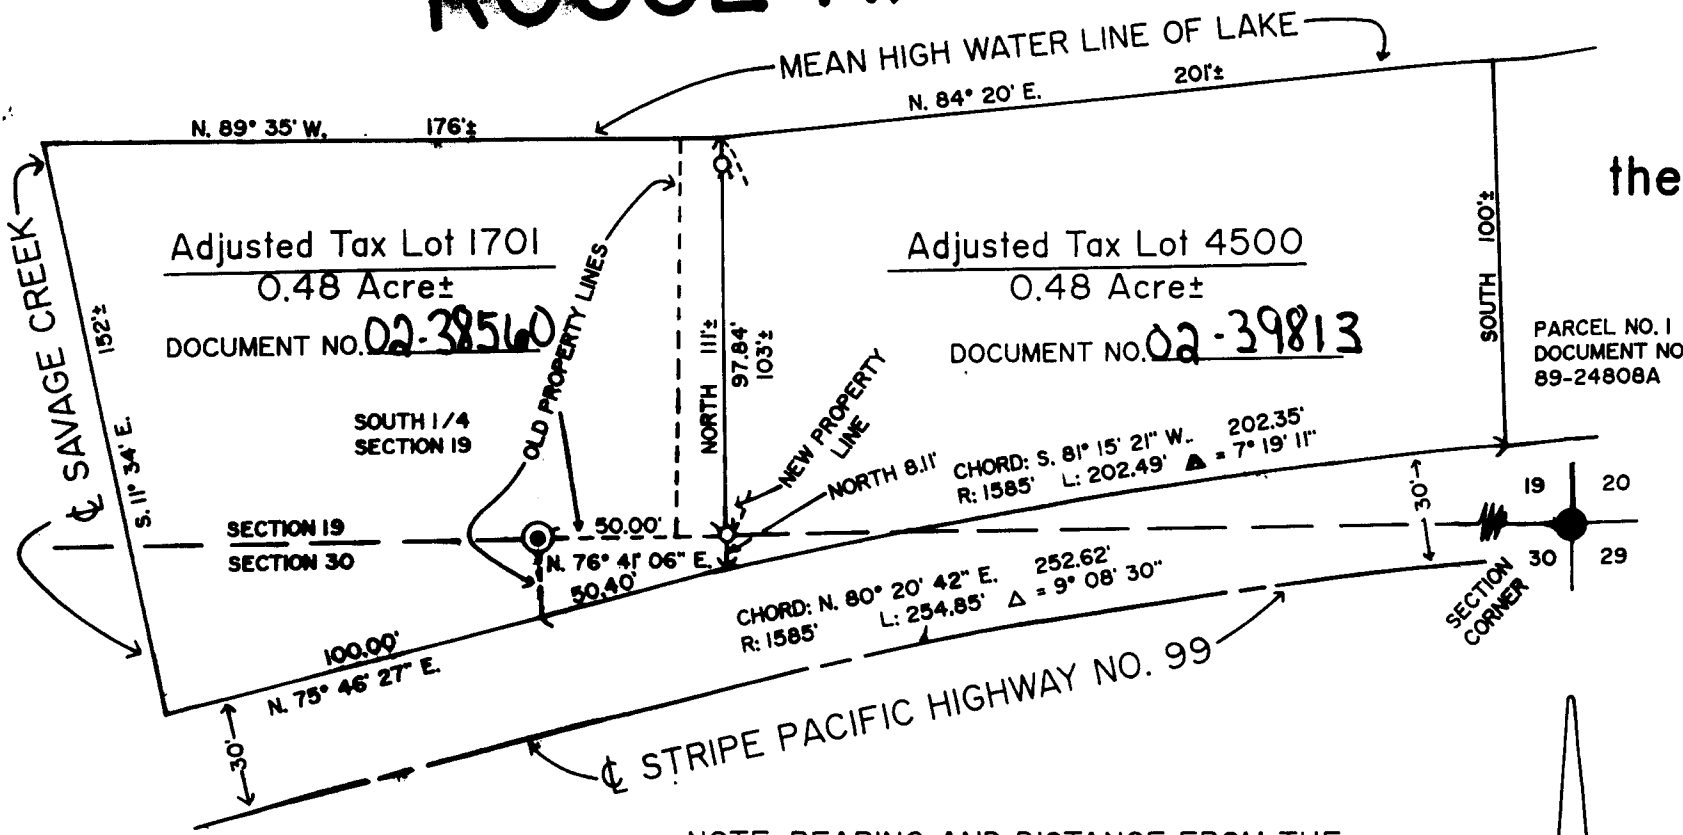 MEAN HIGH WATER LINE OF LAKE
N. 89° 35' W. 176'±
N. 84° 20' E. 201'±
the
℄ SAVAGE CREEK
S. 11° 34' E. 152'±
Adjusted Tax Lot 1701
0.48 Acre±
DOCUMENT NO. 02-38560
OLD PROPERTY LINES
NORTH 111'±
97.84'
103'±
Adjusted Tax Lot 4500
0.48 Acre±
DOCUMENT NO. 02-39813
SOUTH 100'±
PARCEL NO. 1
DOCUMENT NO
89-24808A
SOUTH 1/4
SECTION 19
NEW PROPERTY
LINE
NORTH 8.11'
CHORD: S. 81° 15' 21" W. 202.35'
R: 1585' L: 202.49' Δ = 7° 19' 11"
30'
19
20
30
29
SECTION
CORNER
SECTION 19
SECTION 30
50.00'
N. 76° 41' 06" E.
50.40'
CHORD: N. 80° 20' 42" E. 252.62'
R: 1585' L: 254.85' Δ = 9° 08' 30"
100.00'
N. 75° 46' 27" E.
30'
℄ STRIPE PACIFIC HIGHWAY NO. 99
NOTE: BEARING AND DISTANCE FROM THE